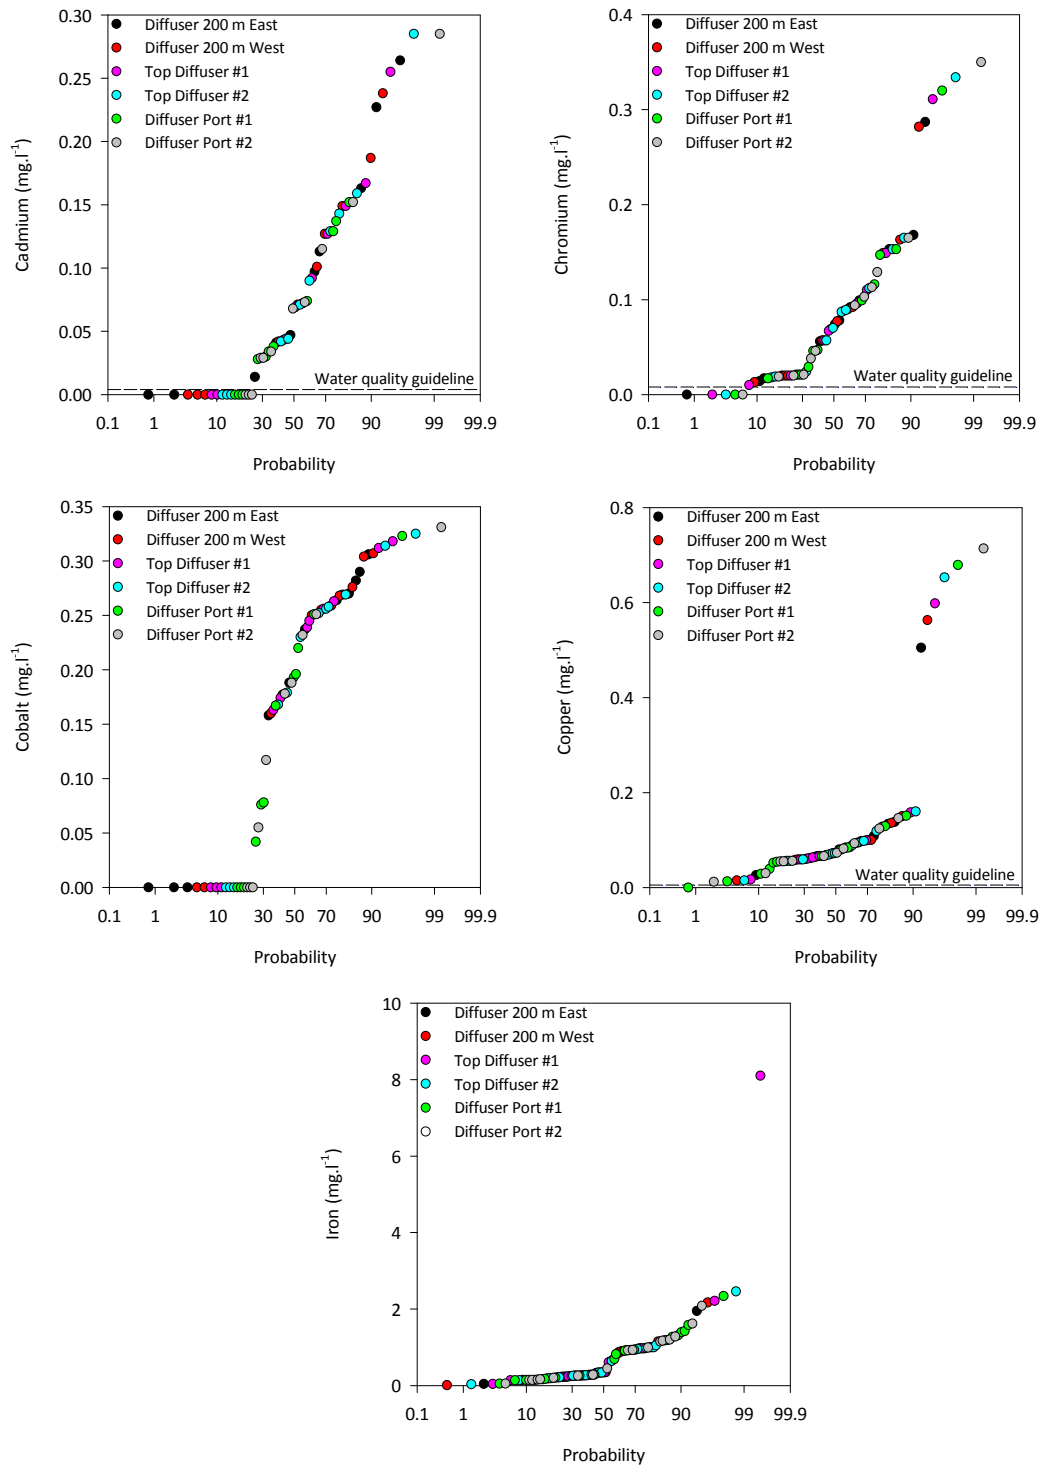 0.30
0.25
0.20
0.15
0.10
0.05
0.00
Cadmium (mg.l-1)
Diffuser 200 m East
Diffuser 200 m West
Top Diffuser #1
Top Diffuser #2
Diffuser Port #1
Diffuser Port #2
Water quality guideline
0.1 1 10 30 50 70 90 99 99.9
Probability
0.4
0.3
0.2
0.1
0.0
Chromium (mg.l-1)
Diffuser 200 m East
Diffuser 200 m West
Top Diffuser #1
Top Diffuser #2
Diffuser Port #1
Diffuser Port #2
Water quality guideline
0.1 1 10 30 50 70 90 99 99.9
Probability
0.35
0.30
0.25
0.20
0.15
0.10
0.05
0.00
Cobalt (mg.l-1)
Diffuser 200 m East
Diffuser 200 m West
Top Diffuser #1
Top Diffuser #2
Diffuser Port #1
Diffuser Port #2
0.1 1 10 30 50 70 90 99 99.9
Probability
0.8
0.6
0.4
0.2
0.0
Copper (mg.l-1)
Diffuser 200 m East
Diffuser 200 m West
Top Diffuser #1
Top Diffuser #2
Diffuser Port #1
Diffuser Port #2
Water quality guideline
0.1 1 10 30 50 70 90 99 99.9
Probability
10
8
6
4
2
0
Iron (mg.l-1)
Diffuser 200 m East
Diffuser 200 m West
Top Diffuser #1
Top Diffuser #2
Diffuser Port #1
Diffuser Port #2
0.1 1 10 30 50 70 90 99 99.9
Probability